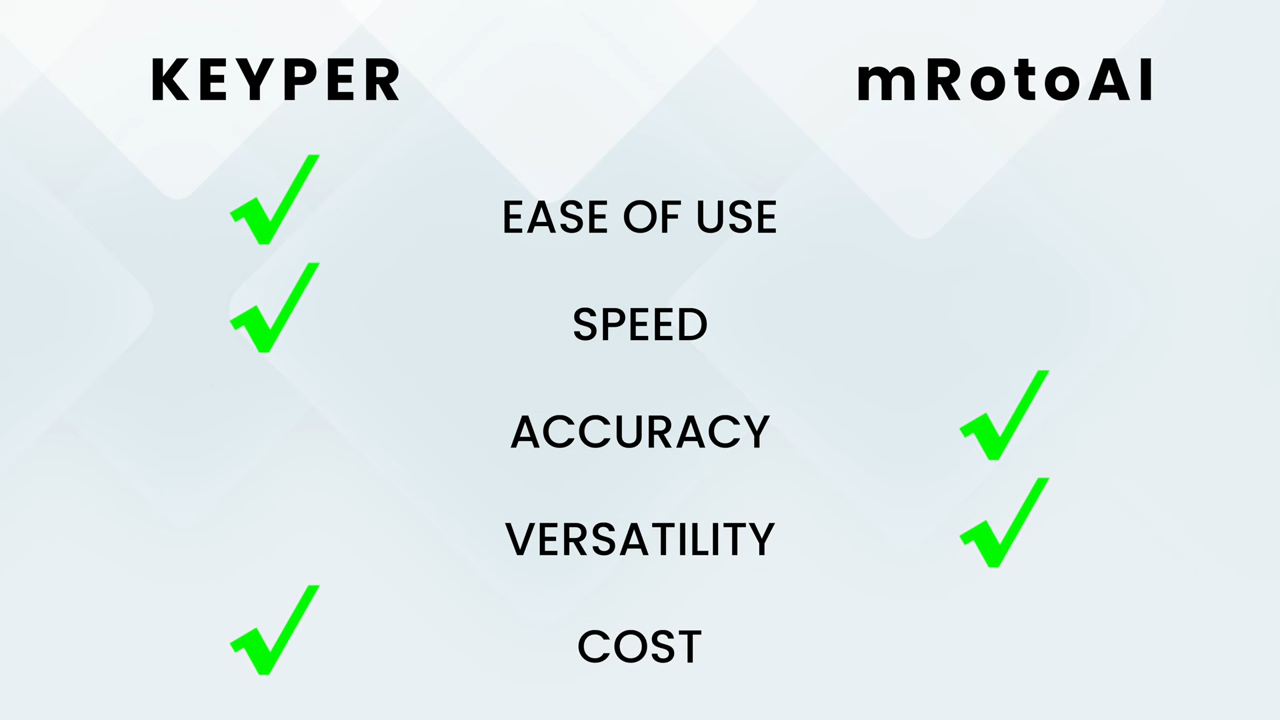 KEYPER
mRotoAI
EASE OF USE
SPEED
ACCURACY
VERSATILITY
COST